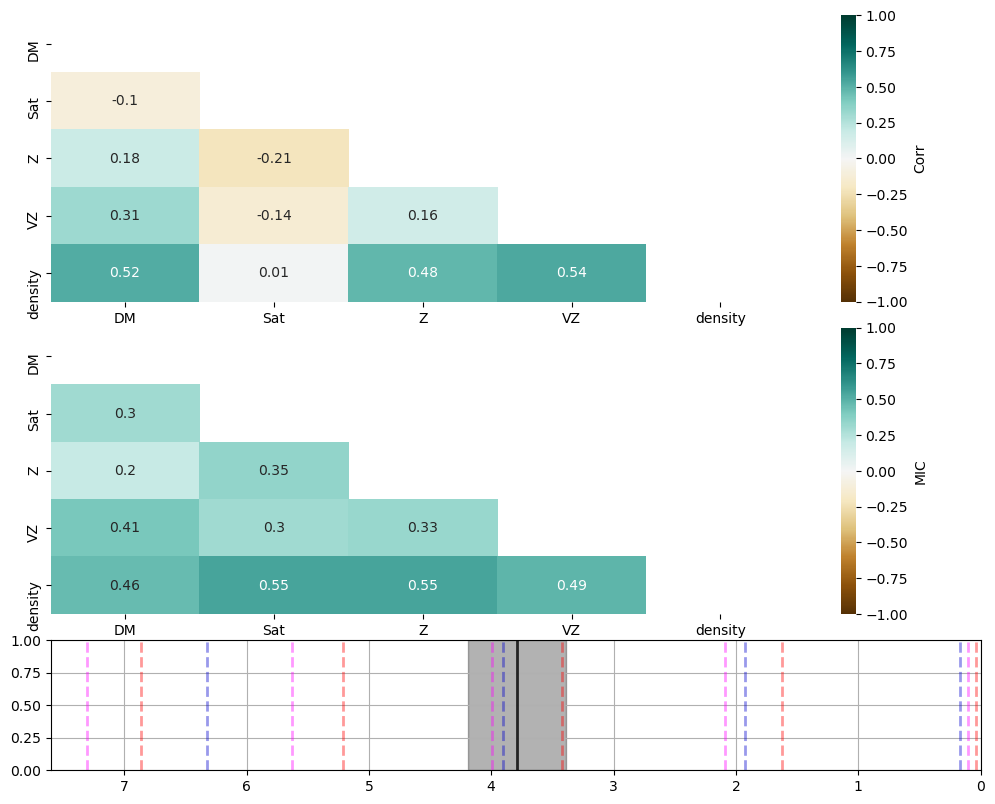 DM
Sat
Z
VZ
density
-0.1
0.18 -0.21
0.31 -0.14 0.16
0.52 0.01 0.48 0.54
DM Sat Z VZ density
1.00
0.75
0.50
0.25
0.00
−0.25
−0.50
−0.75
−1.00
Corr
DM
Sat
Z
VZ
density
0.3
0.2 0.35
0.41 0.3 0.33
0.46 0.55 0.55 0.49
DM Sat Z VZ density
1.00
0.75
0.50
0.25
0.00
−0.25
−0.50
−0.75
−1.00
MIC
1.00
0.75
0.50
0.25
0.00
7 6 5 4 3 2 1 0